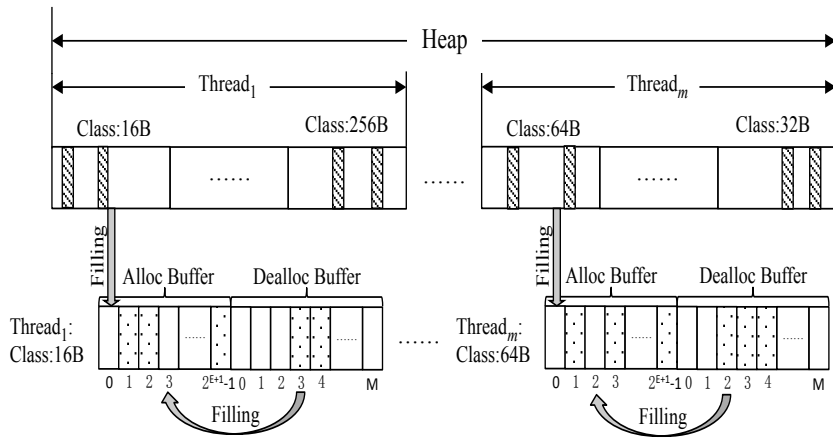 Heap
Thread₁ Threadₘ
Class:16B Class:256B Class:64B Class:32B
...... ...... ......
Filling Filling
Alloc Buffer Dealloc Buffer Alloc Buffer Dealloc Buffer
Thread₁: Threadₘ:
Class:16B ...... ...... ...... Class:64B ...... ......
0 1 2 3 2ᴱ⁺¹-1 0 1 2 3 4 M 0 1 2 3 2ᴱ⁺¹-1 0 1 2 3 4 M
Filling Filling